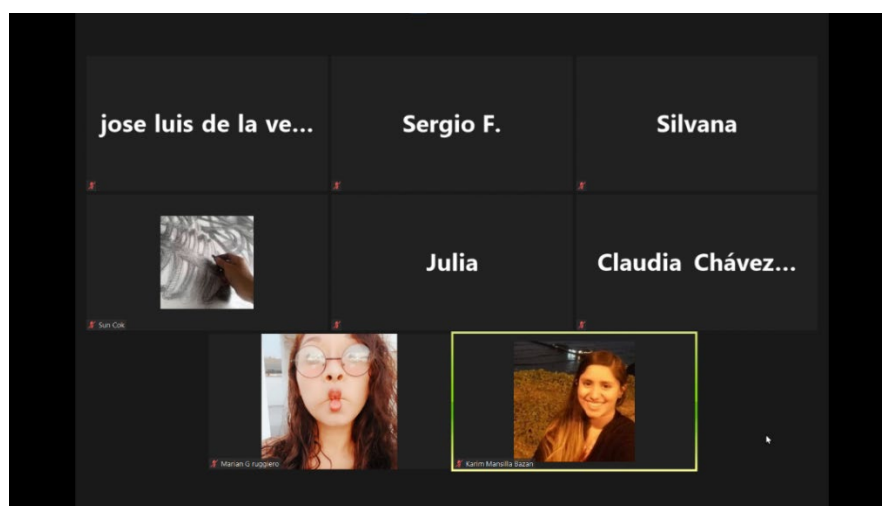 jose luis de la ve...
Sergio F.
Silvana
Sun Cok
Julia
Claudia Chávez...
Marian G ruggiero
Karim Mansilla Bazan